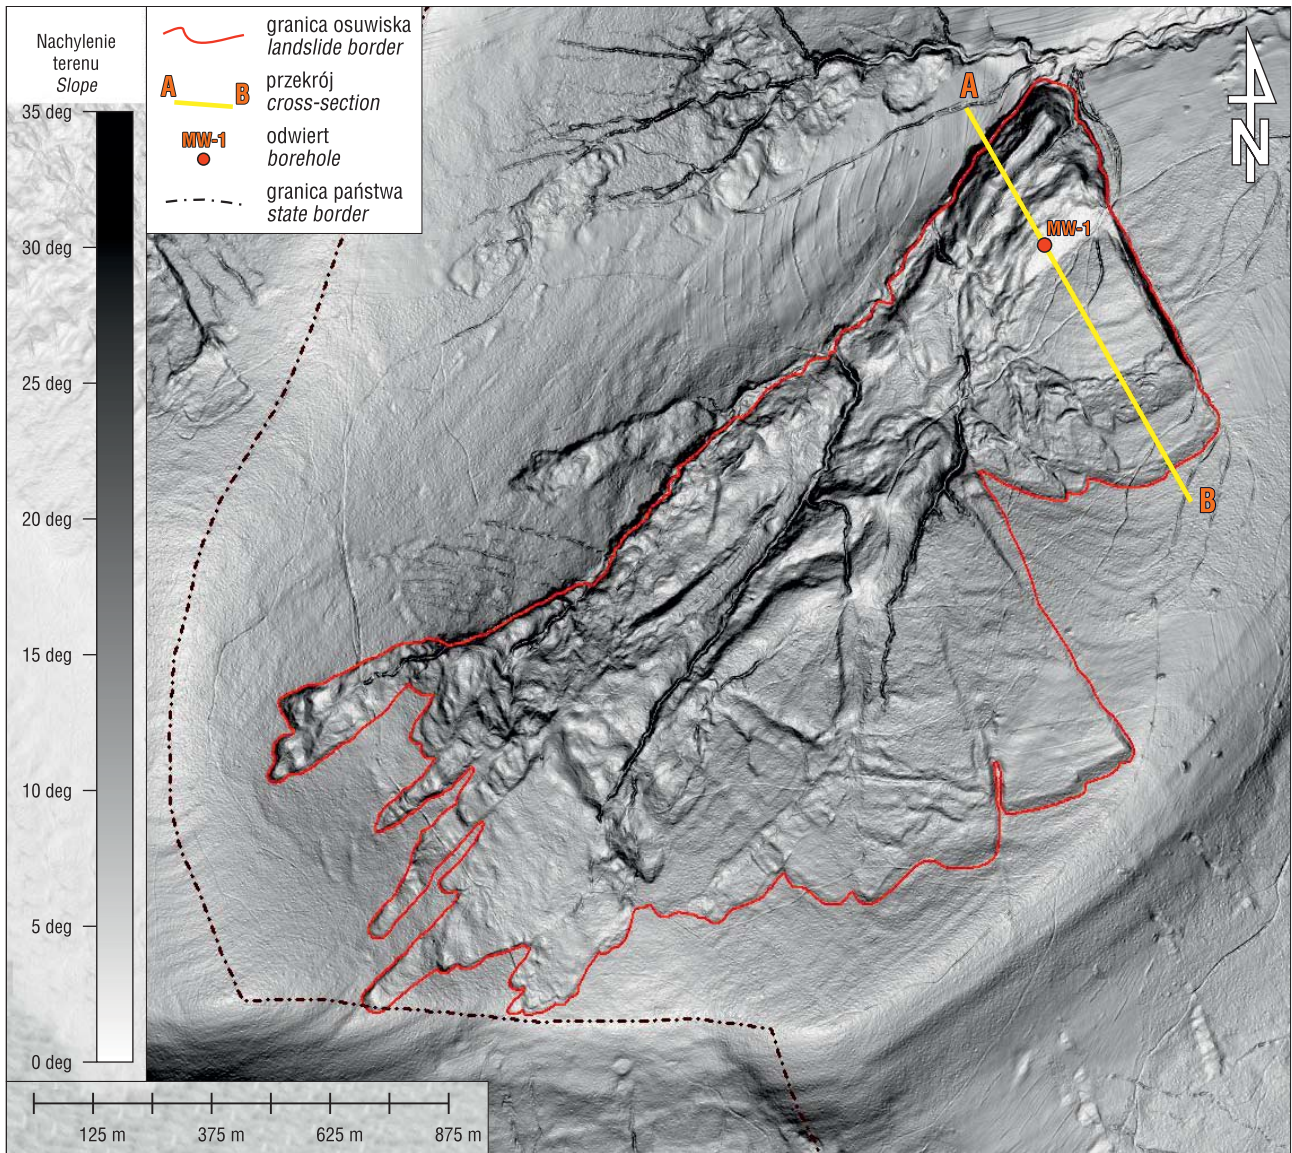 Nachylenie
terenu
Slope
35 deg
30 deg
25 deg
20 deg
15 deg
10 deg
5 deg
0 deg
granica osuwiska
landslide border
A
B
przekrój
cross-section
MW-1
odwiert
borehole
granica państwa
state border
A
N
MW-1
B
125 m
375 m
625 m
875 m